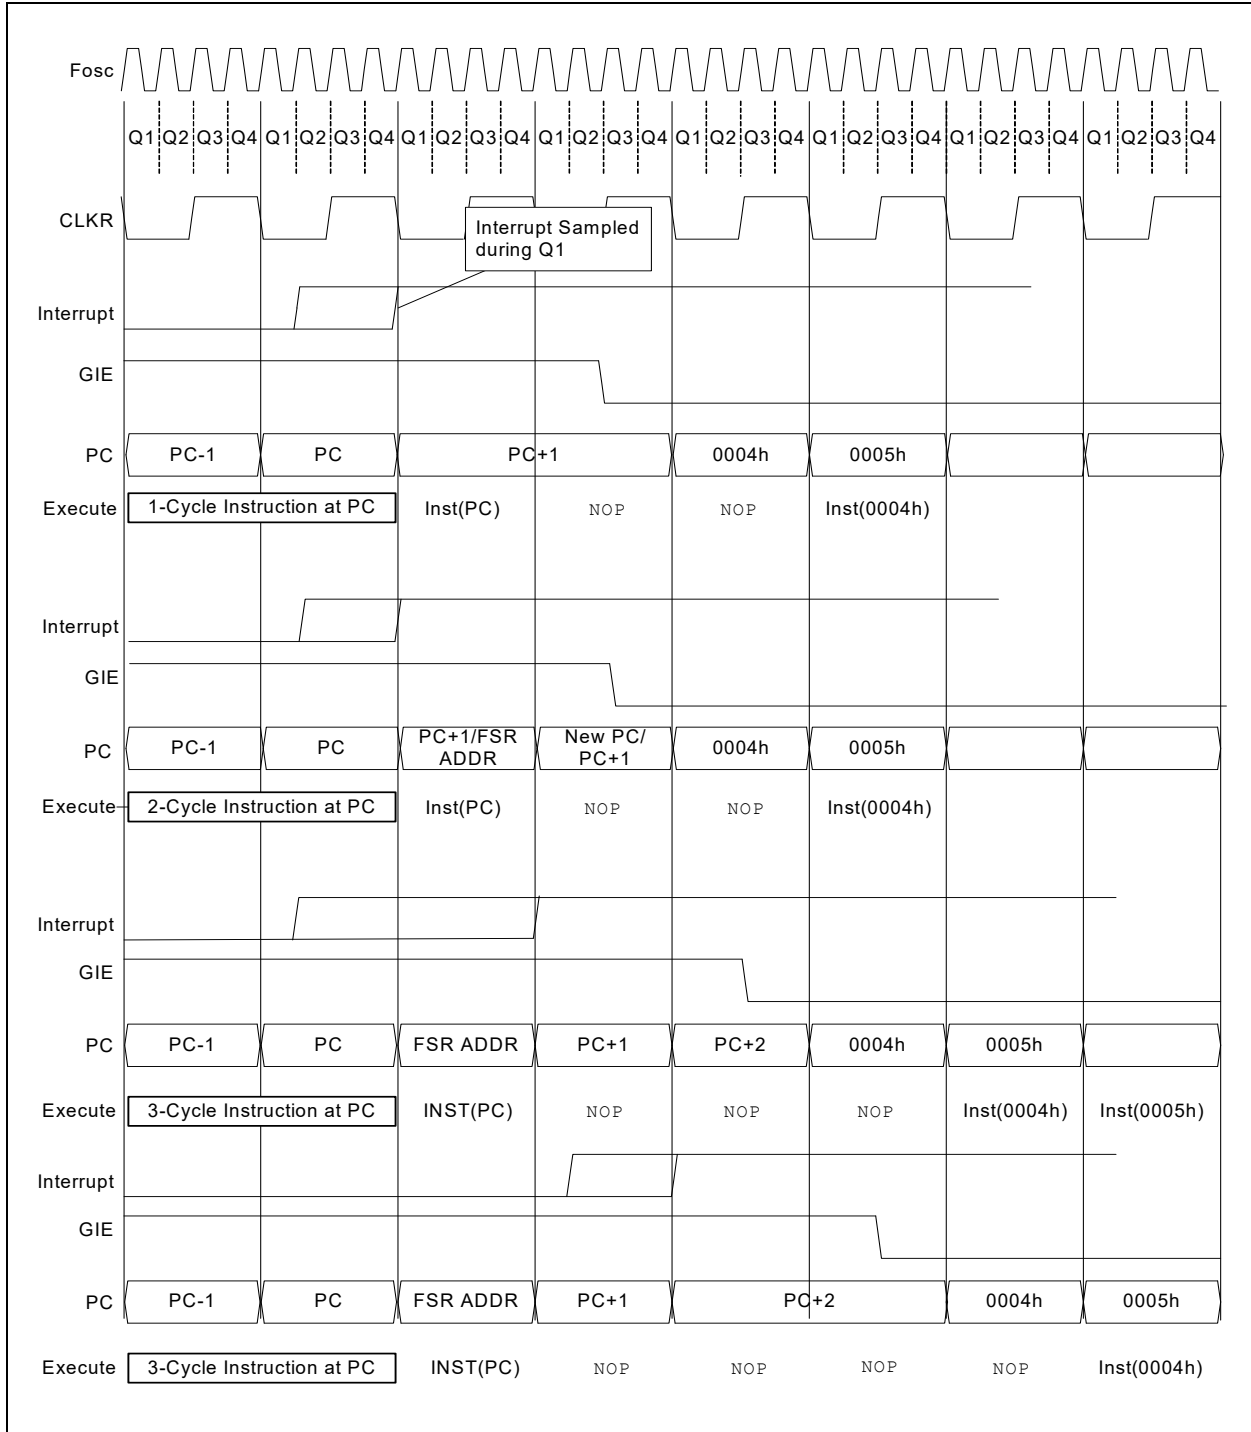 Fosc
Q1 Q2 Q3 Q4 Q1 Q2 Q3 Q4 Q1 Q2 Q3 Q4 Q1 Q2 Q3 Q4 Q1 Q2 Q3 Q4 Q1 Q2 Q3 Q4 Q1 Q2 Q3 Q4 Q1 Q2 Q3 Q4
CLKR
Interrupt Sampled
during Q1
Interrupt
GIE
PC PC-1 PC PC+1 0004h 0005h
Execute 1-Cycle Instruction at PC Inst(PC) NOP NOP Inst(0004h)
Interrupt
GIE
PC PC-1 PC PC+1/FSR ADDR New PC/ PC+1 0004h 0005h
Execute 2-Cycle Instruction at PC Inst(PC) NOP NOP Inst(0004h)
Interrupt
GIE
PC PC-1 PC FSR ADDR PC+1 PC+2 0004h 0005h
Execute 3-Cycle Instruction at PC INST(PC) NOP NOP NOP Inst(0004h) Inst(0005h)
Interrupt
GIE
PC PC-1 PC FSR ADDR PC+1 PC+2 0004h 0005h
Execute 3-Cycle Instruction at PC INST(PC) NOP NOP NOP NOP Inst(0004h)